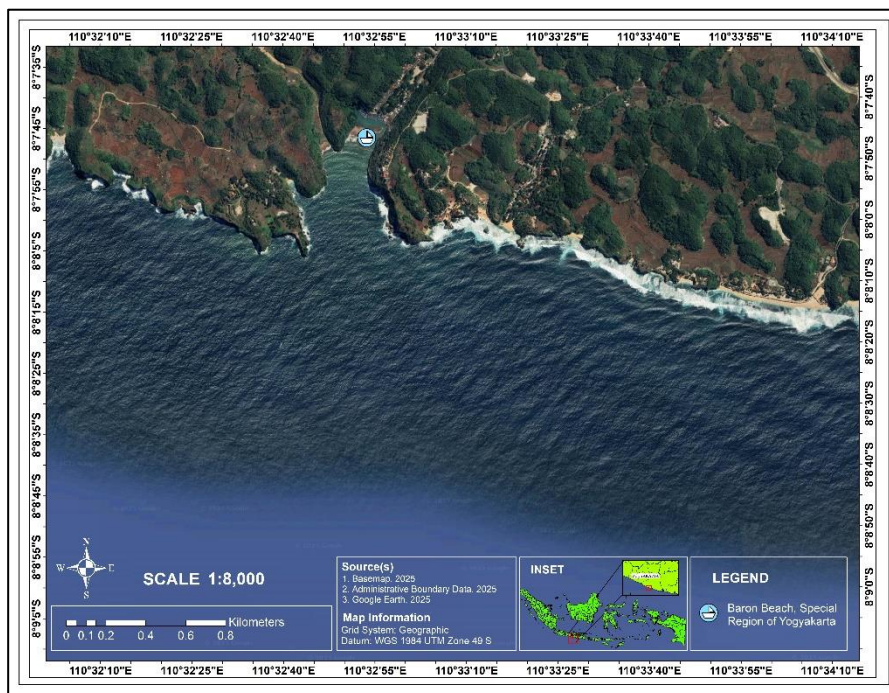 110°32'10"E 110°32'25"E 110°32'40"E 110°32'55"E 110°33'10"E 110°33'25"E 110°33'40"E 110°33'55"E 110°34'10"E
8°7'35"S
8°7'45"S
8°7'55"S
8°8'5"S
8°8'15"S
8°8'25"S
8°8'35"S
8°8'45"S
8°8'55"S
8°9'5"S
8°7'40"S
8°7'50"S
8°8'0"S
8°8'10"S
8°8'20"S
8°8'30"S
8°8'40"S
8°8'50"S
8°9'0"S
N
W E
S
SCALE 1:8,000
Kilometers
0 0.1 0.2 0.4 0.6 0.8
Source(s)
1. Basemap. 2025
2. Administrative Boundary Data. 2025
3. Google Earth. 2025
Map Information
Grid System: Geographic
Datum: WGS 1984 UTM Zone 49 S
INSET
LEGEND
Baron Beach, Special
Region of Yogyakarta
110°32'10"E 110°32'25"E 110°32'40"E 110°32'55"E 110°33'10"E 110°33'25"E 110°33'40"E 110°33'55"E 110°34'10"E